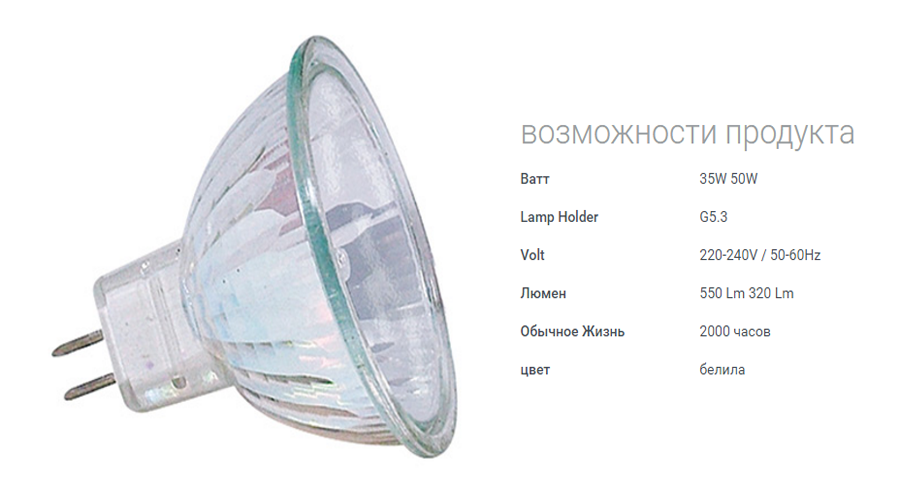 возможности продукта
Ватт 35W 50W
Lamp Holder G5.3
Volt 220-240V / 50-60Hz
Люмен 550 Lm 320 Lm
Обычное Жизнь 2000 часов
цвет белила